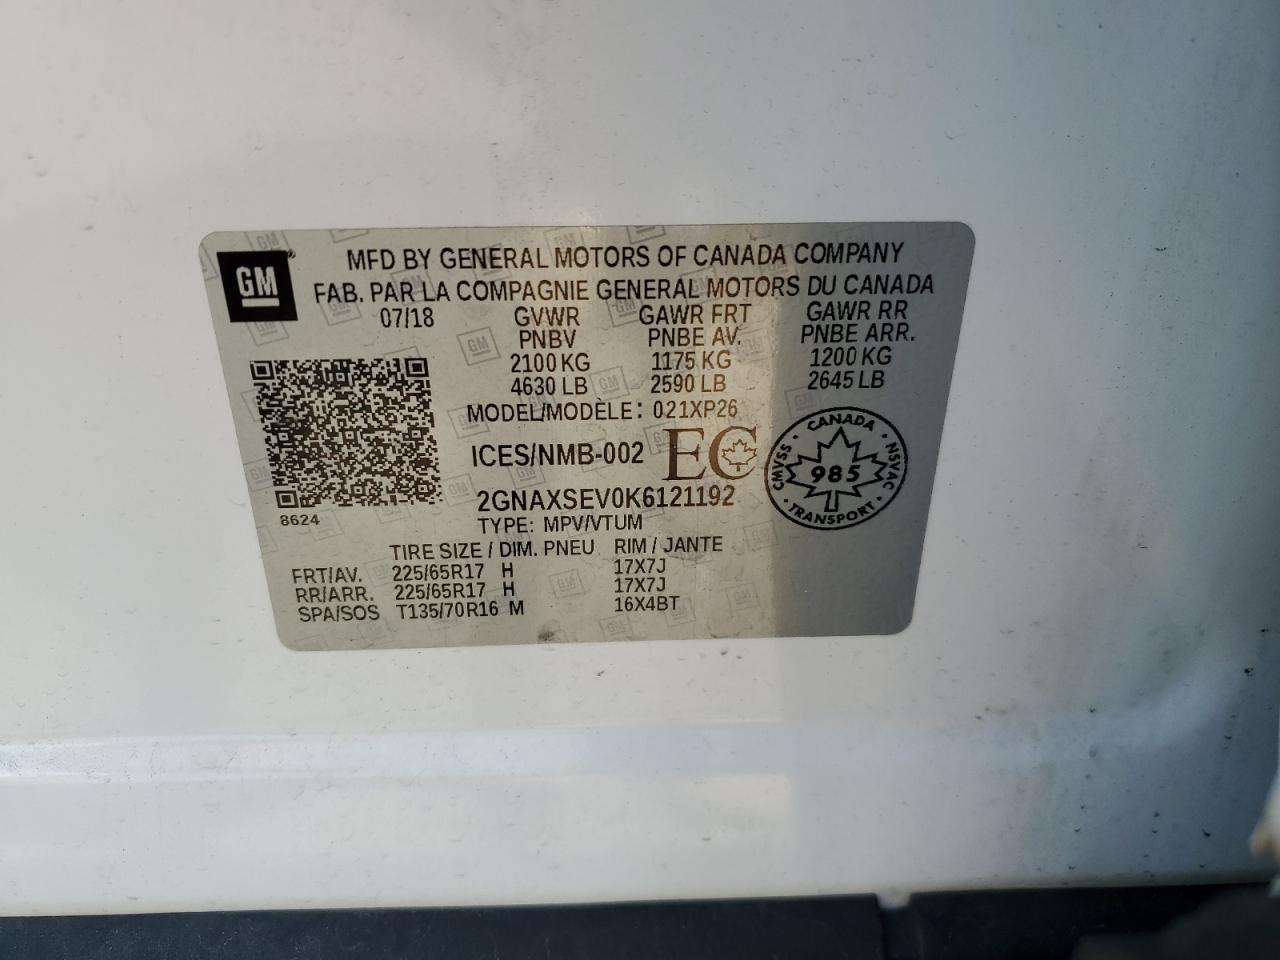 GM
MFD BY GENERAL MOTORS OF CANADA COMPANY
FAB. PAR LA COMPAGNIE GENERAL MOTORS DU CANADA
07/18 GVWR GAWR FRT GAWR RR
PNBV PNBE AV. PNBE ARR.
2100 KG 1175 KG 1200 KG
4630 LB 2590 LB 2645 LB
MODEL/MODÈLE: 021XP26
ICES/NMB-002 EC
CANADA
CMVSS • 985 • NSVAC
TRANSPORT
2GNAXSEV0K6121192
8624
TYPE: MPV/VTUM
TIRE SIZE / DIM. PNEU RIM / JANTE
FRT/AV. 225/65R17 H 17X7J
RR/ARR. 225/65R17 H 17X7J
SPA/SOS T135/70R16 M 16X4BT